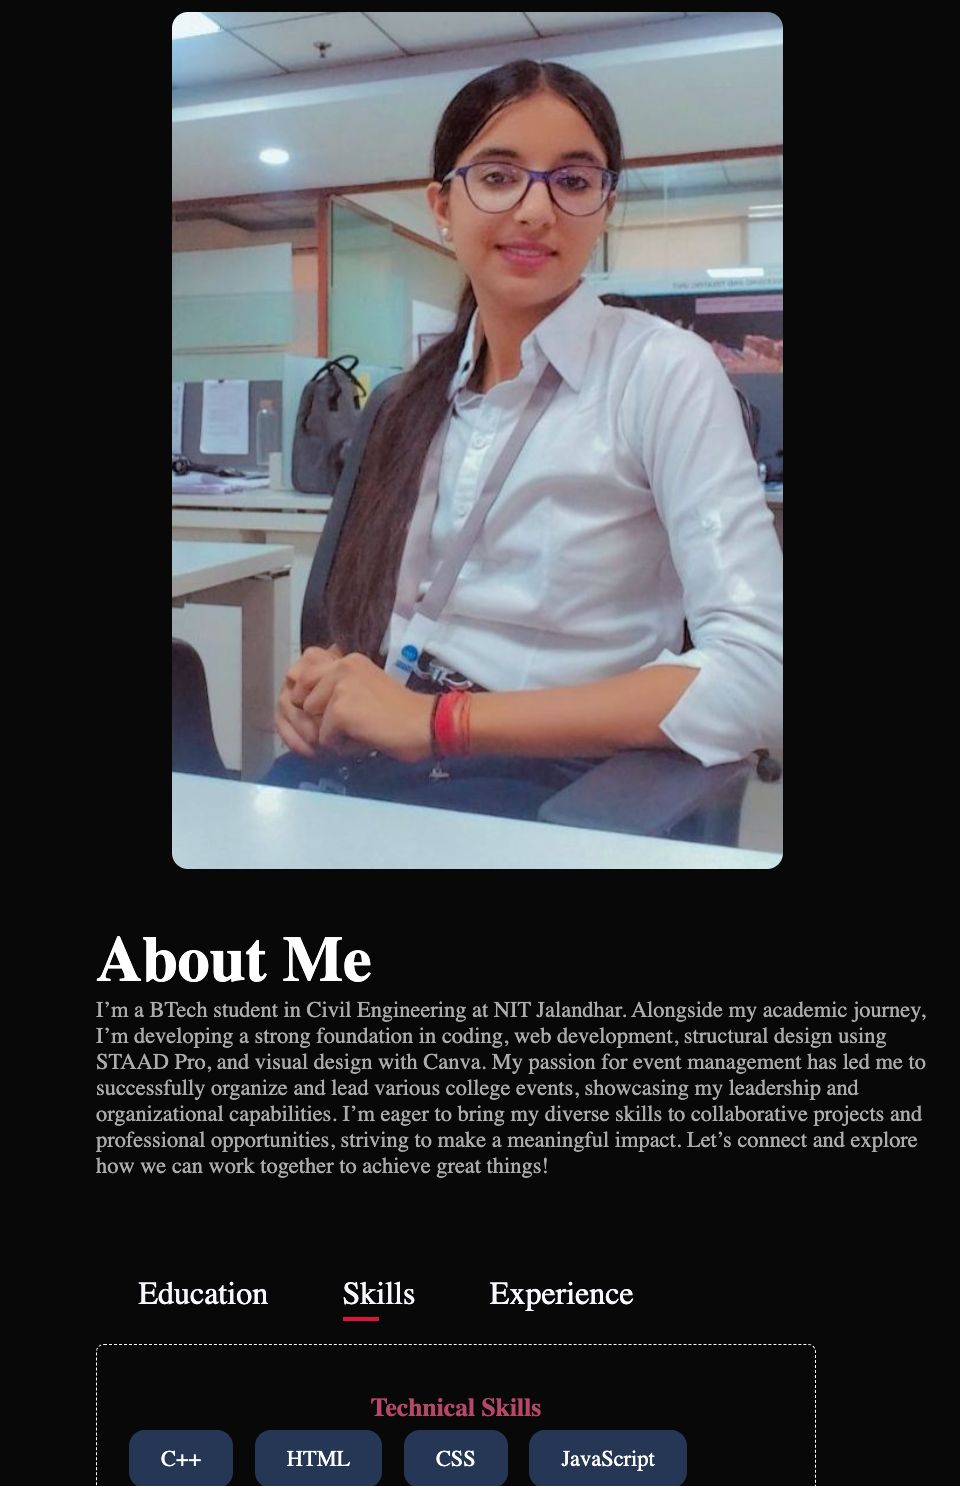 About Me
I’m a BTech student in Civil Engineering at NIT Jalandhar. Alongside my academic journey,
I’m developing a strong foundation in coding, web development, structural design using
STAAD Pro, and visual design with Canva. My passion for event management has led me to
successfully organize and lead various college events, showcasing my leadership and
organizational capabilities. I’m eager to bring my diverse skills to collaborative projects and
professional opportunities, striving to make a meaningful impact. Let’s connect and explore
how we can work together to achieve great things!
Education Skills Experience
Technical Skills
C++ HTML CSS JavaScript